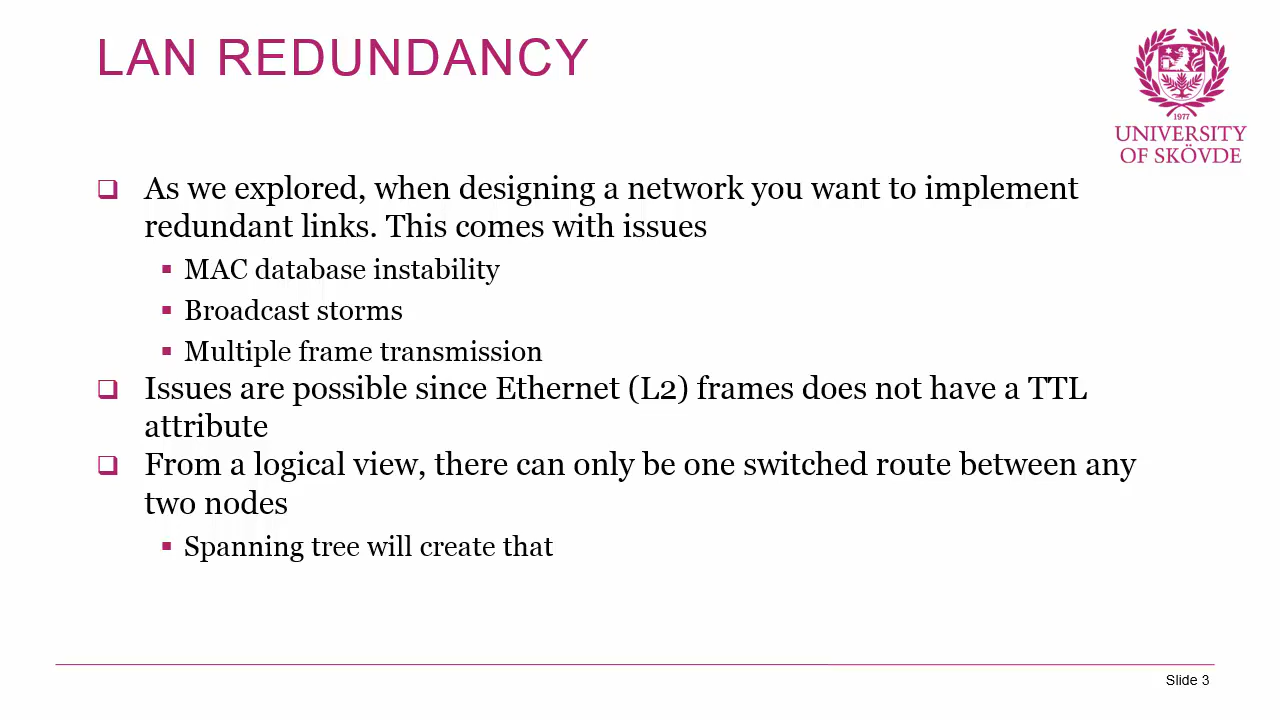 LAN REDUNDANCY
1977
UNIVERSITY
OF SKÖVDE
As we explored, when designing a network you want to implement
redundant links. This comes with issues
MAC database instability
Broadcast storms
Multiple frame transmission
Issues are possible since Ethernet (L2) frames does not have a TTL
attribute
From a logical view, there can only be one switched route between any
two nodes
Spanning tree will create that
Slide 3